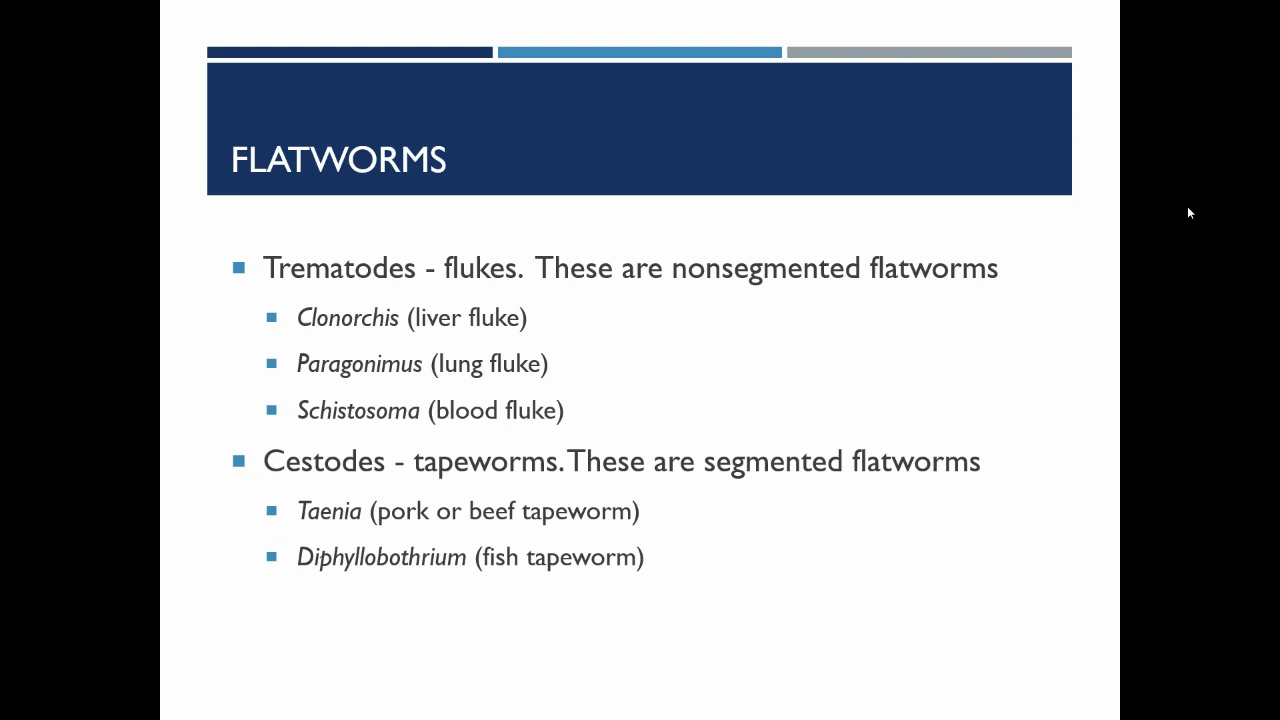 FLATWORMS
Trematodes - flukes.  These are nonsegmented flatworms
Clonorchis (liver fluke)
Paragonimus (lung fluke)
Schistosoma (blood fluke)
Cestodes - tapeworms. These are segmented flatworms
Taenia (pork or beef tapeworm)
Diphyllobothrium (fish tapeworm)